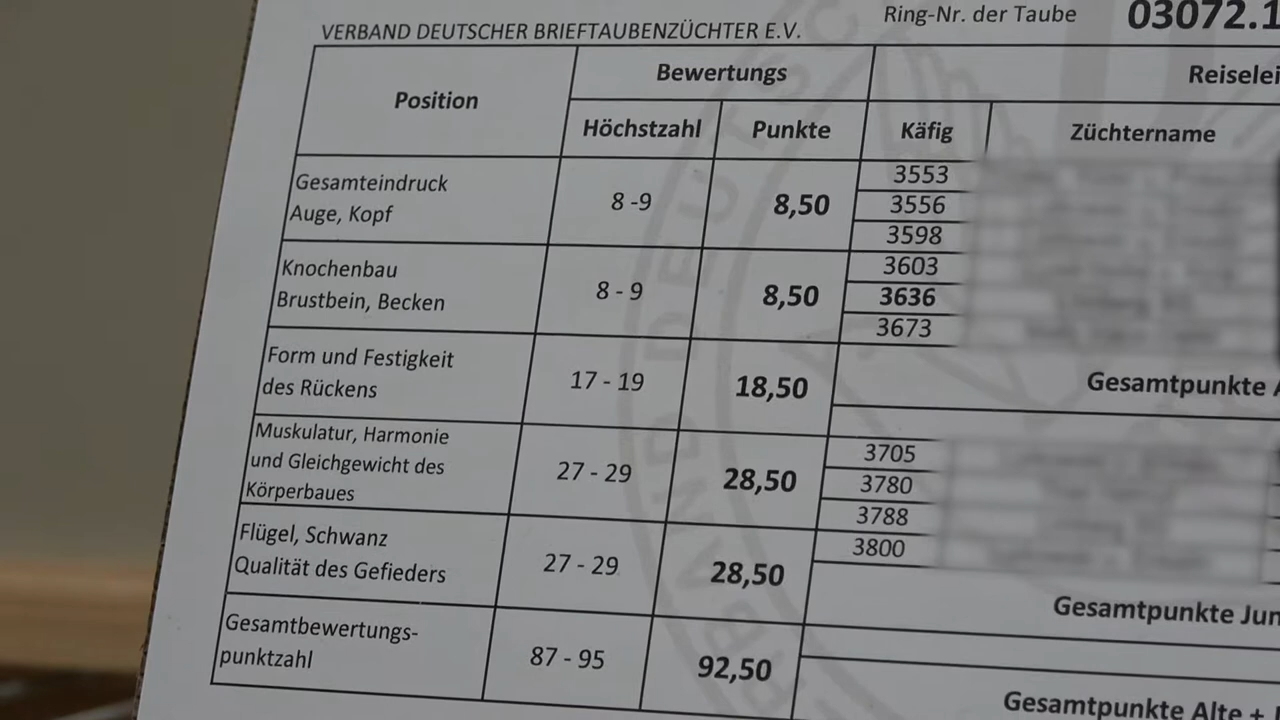 VERBAND DEUTSCHER BRIEFTAUBENZÜCHTER E.V.
Ring-Nr. der Taube 03072.1
Position
Bewertungs
Höchstzahl
Punkte
Gesamteindruck
Auge, Kopf
8 -9
8,50
Knochenbau
Brustbein, Becken
8 - 9
8,50
Form und Festigkeit
des Rückens
17 - 19
18,50
Muskulatur, Harmonie
und Gleichgewicht des
Körperbaues
27 - 29
28,50
Flügel, Schwanz
Qualität des Gefieders
27 - 29
28,50
Gesamtbewertungs-
punktzahl
87 - 95
92,50
Reiselei
Käfig
Züchtername
3553
3556
3598
3603
3636
3673
Gesamtpunkte
3705
3780
3788
3800
Gesamtpunkte Jun
Gesamtpunkte Alte +